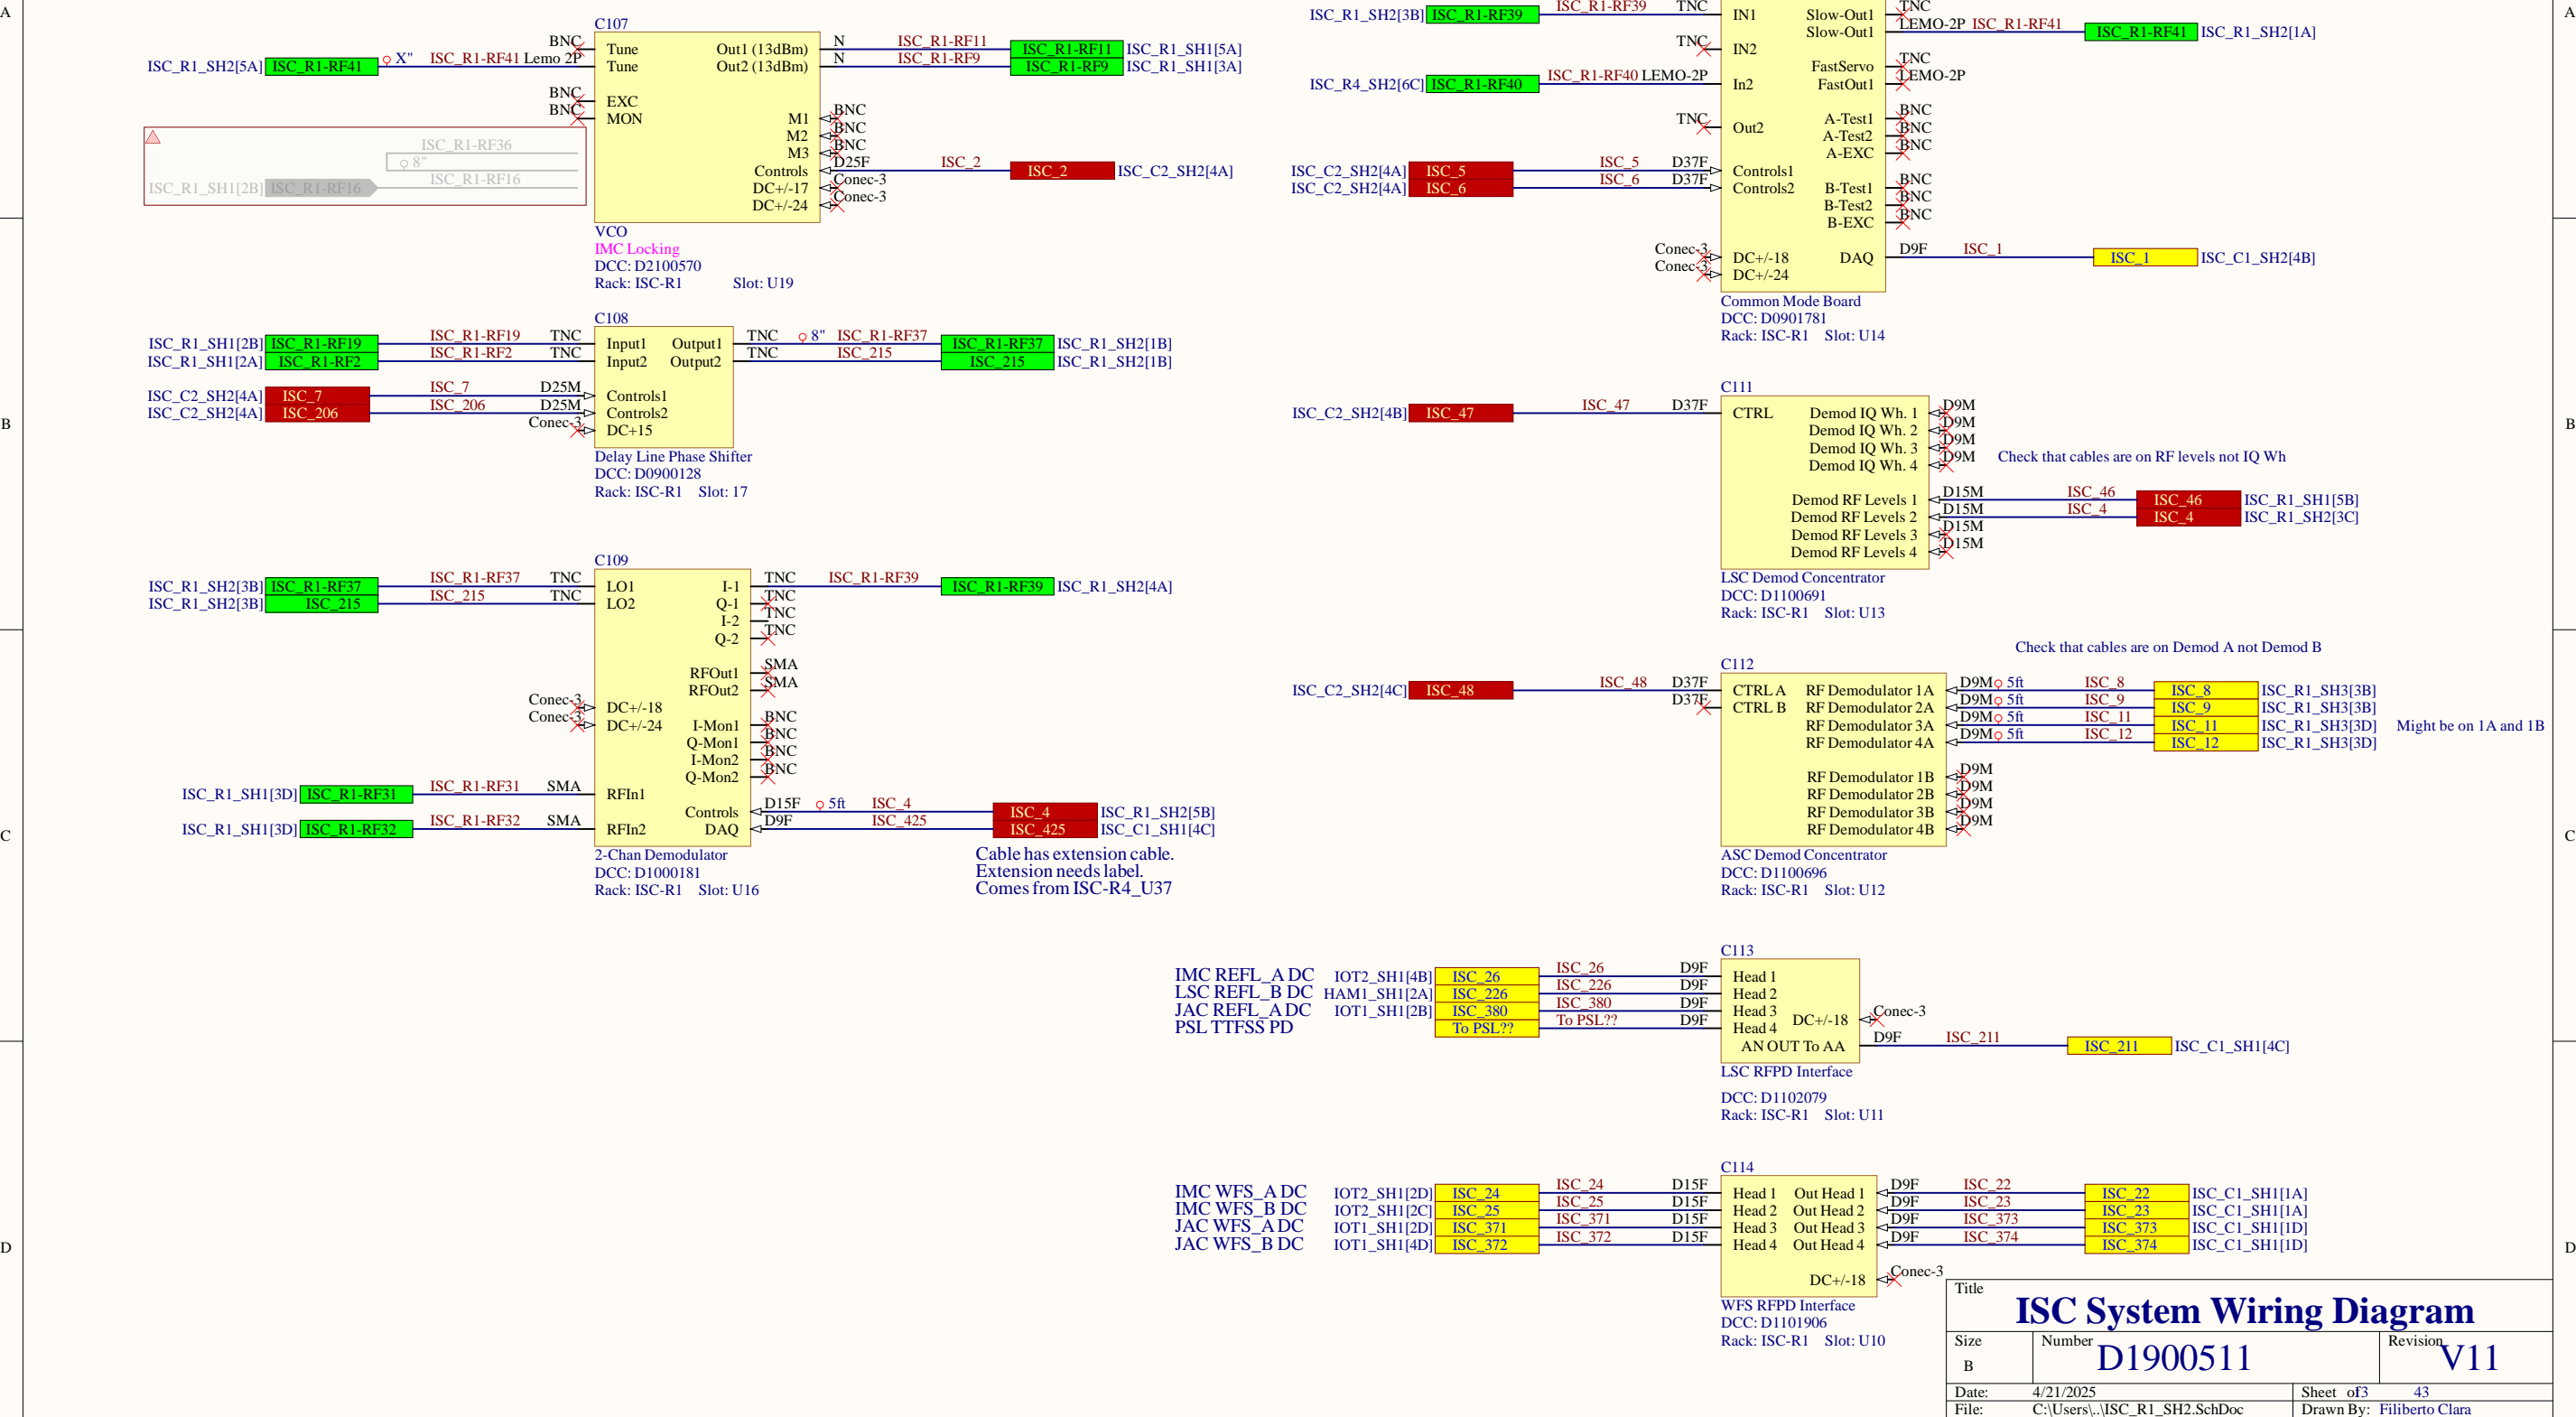 A
C107
BNC
Tune
Out1 (13dBm)
N
ISC_R1-RF11
ISC_R1-RF11
ISC_R1_SH1[5A]
ISC_R1_SH2[5A]
ISC_R1-RF41
X"
ISC_R1-RF41
Lemo 2P
Tune
Out2 (13dBm)
N
ISC_R1-RF9
ISC_R1-RF9
ISC_R1_SH1[3A]
BNC
EXC
BNC
MON
M1
BNC
M2
BNC
M3
BNC
Controls
D25F
ISC_2
ISC_2
ISC_C2_SH2[4A]
DC+/-17
Conec-3
DC+/-24
Conec-3
ISC_R1-RF36
8"
ISC_R1_SH1[2B]
ISC_R1-RF16
ISC_R1-RF16
VCO
IMC Locking
DCC: D2100570
Rack: ISC-R1 Slot: U19
C108
ISC_R1_SH1[2B]
ISC_R1-RF19
ISC_R1-RF19
TNC
Input1
Output1
TNC
8"
ISC_R1-RF37
ISC_R1-RF37
ISC_R1_SH2[1B]
ISC_R1_SH1[2A]
ISC_R1-RF2
ISC_R1-RF2
TNC
Input2
Output2
TNC
ISC_215
ISC_215
ISC_R1_SH2[1B]
ISC_C2_SH2[4A]
ISC_7
ISC_7
D25M
Controls1
ISC_C2_SH2[4A]
ISC_206
ISC_206
D25M
Controls2
Conec-3
DC+15
Delay Line Phase Shifter
DCC: D0900128
Rack: ISC-R1 Slot: 17
C109
ISC_R1_SH2[3B]
ISC_R1-RF37
ISC_R1-RF37
TNC
LO1
I-1
TNC
ISC_R1-RF39
ISC_R1-RF39
ISC_R1_SH2[4A]
ISC_R1_SH2[3B]
ISC_215
ISC_215
TNC
LO2
Q-1
TNC
I-2
TNC
Q-2
TNC
RFOut1
SMA
RFOut2
SMA
Conec-3
DC+/-18
Conec-3
DC+/-24
I-Mon1
BNC
Q-Mon1
BNC
I-Mon2
BNC
Q-Mon2
BNC
ISC_R1_SH1[3D]
ISC_R1-RF31
ISC_R1-RF31
SMA
RFIn1
Controls
D15F
5ft
ISC_4
ISC_4
ISC_R1_SH2[5B]
ISC_R1_SH1[3D]
ISC_R1-RF32
ISC_R1-RF32
SMA
RFIn2
DAQ
D9F
ISC_425
ISC_425
ISC_C1_SH1[4C]
2-Chan Demodulator
DCC: D1000181
Rack: ISC-R1 Slot: U16
Cable has extension cable.
Extension needs label.
Comes from ISC-R4_U37
ISC_R1_SH2[3B]
ISC_R1-RF39
ISC_R1-RF39
TNC
IN1
Slow-Out1
TNC
Slow-Out1
LEMO-2P
ISC_R1-RF41
ISC_R1-RF41
ISC_R1_SH2[1A]
TNC
IN2
FastServo
TNC
ISC_R4_SH2[6C]
ISC_R1-RF40
ISC_R1-RF40
LEMO-2P
In2
FastOut1
LEMO-2P
A-Test1
BNC
TNC
Out2
A-Test2
BNC
A-EXC
BNC
ISC_C2_SH2[4A]
ISC_5
ISC_5
D37F
Controls1
ISC_C2_SH2[4A]
ISC_6
ISC_6
D37F
Controls2
B-Test1
BNC
B-Test2
BNC
B-EXC
BNC
Conec-3
DC+/-18
DAQ
D9F
ISC_1
ISC_1
ISC_C1_SH2[4B]
Conec-3
DC+/-24
Common Mode Board
DCC: D0901781
Rack: ISC-R1 Slot: U14
C111
ISC_C2_SH2[4B]
ISC_47
ISC_47
D37F
CTRL
Demod IQ Wh. 1
D9M
Demod IQ Wh. 2
D9M
Demod IQ Wh. 3
D9M
Demod IQ Wh. 4
D9M
Check that cables are on RF levels not IQ Wh
Demod RF Levels 1
D15M
ISC_46
ISC_46
ISC_R1_SH1[5B]
Demod RF Levels 2
D15M
ISC_4
ISC_4
ISC_R1_SH2[3C]
Demod RF Levels 3
D15M
Demod RF Levels 4
D15M
LSC Demod Concentrator
DCC: D1100691
Rack: ISC-R1 Slot: U13
Check that cables are on Demod A not Demod B
C112
ISC_C2_SH2[4C]
ISC_48
ISC_48
D37F
CTRL A
RF Demodulator 1A
D9M
5ft
ISC_8
ISC_8
ISC_R1_SH3[3B]
D37F
CTRL B
RF Demodulator 2A
D9M
5ft
ISC_9
ISC_9
ISC_R1_SH3[3B]
RF Demodulator 3A
D9M
5ft
ISC_11
ISC_11
ISC_R1_SH3[3D]
Might be on 1A and 1B
RF Demodulator 4A
D9M
5ft
ISC_12
ISC_12
ISC_R1_SH3[3D]
RF Demodulator 1B
D9M
RF Demodulator 2B
D9M
RF Demodulator 3B
D9M
RF Demodulator 4B
D9M
ASC Demod Concentrator
DCC: D1100696
Rack: ISC-R1 Slot: U12
C113
IMC REFL_A DC
IOT2_SH1[4B]
ISC_26
ISC_26
D9F
Head 1
LSC REFL_B DC
HAM1_SH1[2A]
ISC_226
ISC_226
D9F
Head 2
JAC REFL_A DC
IOT1_SH1[2B]
ISC_380
ISC_380
D9F
Head 3
DC+/-18
Conec-3
PSL TTFSS PD
To PSL??
To PSL??
D9F
Head 4
AN OUT To AA
D9F
ISC_211
ISC_211
ISC_C1_SH1[4C]
LSC RFPD Interface
DCC: D1102079
Rack: ISC-R1 Slot: U11
C114
IMC WFS_A DC
IOT2_SH1[2D]
ISC_24
ISC_24
D15F
Head 1
Out Head 1
D9F
ISC_22
ISC_22
ISC_C1_SH1[1A]
IMC WFS_B DC
IOT2_SH1[2C]
ISC_25
ISC_25
D15F
Head 2
Out Head 2
D9F
ISC_23
ISC_23
ISC_C1_SH1[1A]
JAC WFS_A DC
IOT1_SH1[2D]
ISC_371
ISC_371
D15F
Head 3
Out Head 3
D9F
ISC_373
ISC_373
ISC_C1_SH1[1D]
JAC WFS_B DC
IOT1_SH1[4D]
ISC_372
ISC_372
D15F
Head 4
Out Head 4
D9F
ISC_374
ISC_374
ISC_C1_SH1[1D]
DC+/-18
Conec-3
WFS RFPD Interface
DCC: D1101906
Rack: ISC-R1 Slot: U10
B
C
D
A
B
C
D
Title
ISC System Wiring Diagram
Size
B
Number
D1900511
Revision
V11
Date: 4/21/2025
Sheet of3 43
File: C:\Users\..\ISC_R1_SH2.SchDoc
Drawn By: Filiberto Clara